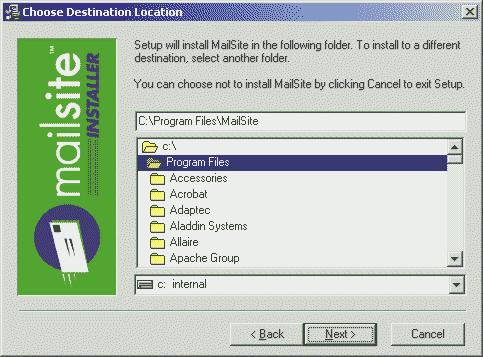 Choose Destination Location
mailsite™
INSTALLER
Setup will install MailSite in the following folder. To install to a different
destination, select another folder.
You can choose not to install MailSite by clicking Cancel to exit Setup.
C:\Program Files\MailSite
c:\
Program Files
Accessories
Acrobat
Adaptec
Aladdin Systems
Allaire
Apache Group
c: internal
< Back
Next >
Cancel